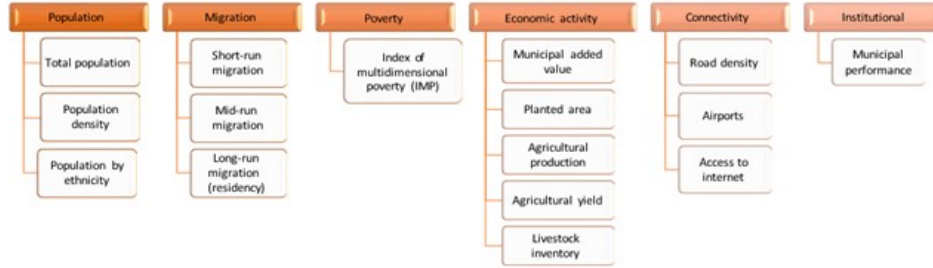 Population
Total population
Population
density
Population by
ethnicity
Migration
Short-run
migration
Mid-run
migration
Long-run
migration
(residency)
Poverty
Index of
multidimensional
poverty (IMP)
Economic activity
Municipal added
value
Planted area
Agricultural
production
Agricultural yield
Livestock
inventory
Connectivity
Road density
Airports
Access to
internet
Institutional
Municipal
performance